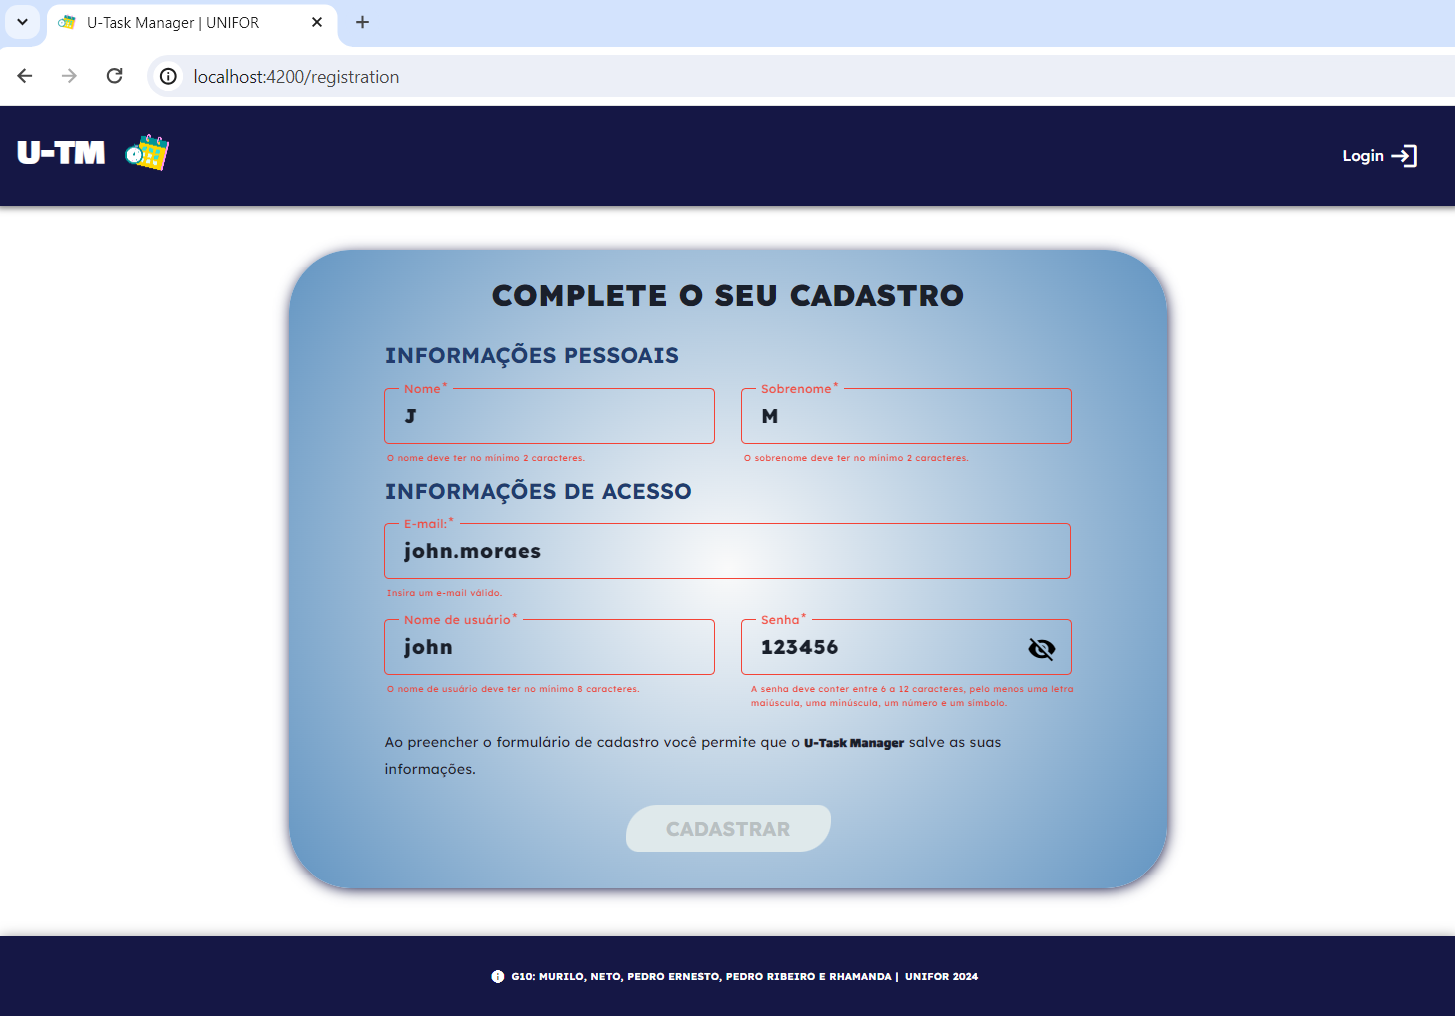 U-Task Manager | UNIFOR
localhost:4200/registration
U-TM
Login
COMPLETE O SEU CADASTRO
INFORMAÇÕES PESSOAIS
Nome*
Sobrenome*
J
M
O nome deve ter no mínimo 2 caracteres.
O sobrenome deve ter no mínimo 2 caracteres.
INFORMAÇÕES DE ACESSO
E-mail:*
john.moraes
Insira um e-mail válido.
Nome de usuário*
Senha*
john
123456
O nome de usuário deve ter no mínimo 8 caracteres.
A senha deve conter entre 6 a 12 caracteres, pelo menos uma letra
maiúscula, uma minúscula, um número e um símbolo.
Ao preencher o formulário de cadastro você permite que o U-Task Manager salve as suas
informações.
CADASTRAR
G10: MURILO, NETO, PEDRO ERNESTO, PEDRO RIBEIRO E RHAMANDA | UNIFOR 2024